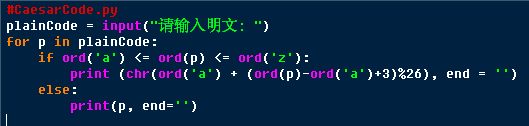 #CaesarCode.py
plainCode = input("请输入明文: ")
for p in plainCode:
    if ord('a') <= ord(p) <= ord('z'):
        print (chr(ord('a') + (ord(p)-ord('a')+3)%26), end = '')
    else:
        print(p, end='')